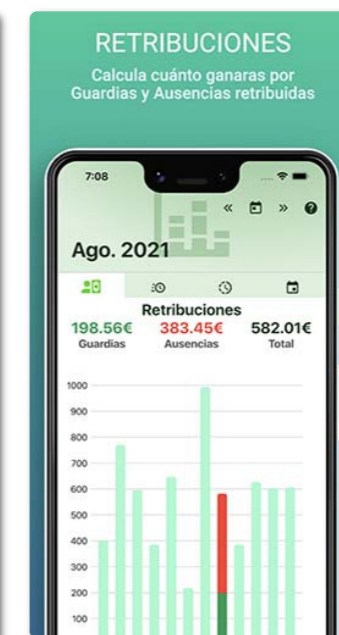 RETRIBUCIONES
Calcula cuánto ganaras por
Guardias y Ausencias retribuidas
7:08
Ago. 2021
Retribuciones
198.56€ 383.45€ 582.01€
Guardias Ausencias Total
1000
900
800
700
600
500
400
300
200
100